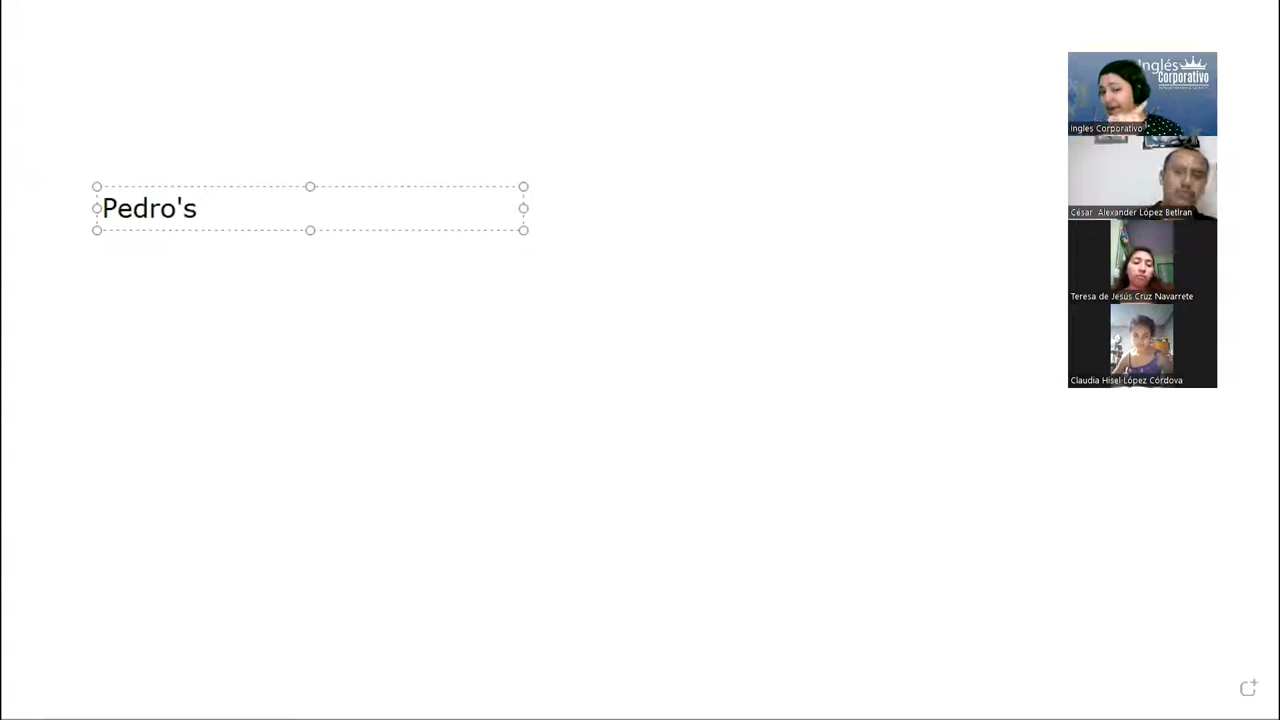 Pedro's
Inglés
Corporativo
Ingles Corporativo
César Alexander López Betlran
Teresa de Jesús Cruz Navarrete
Claudia Hisel López Córdova